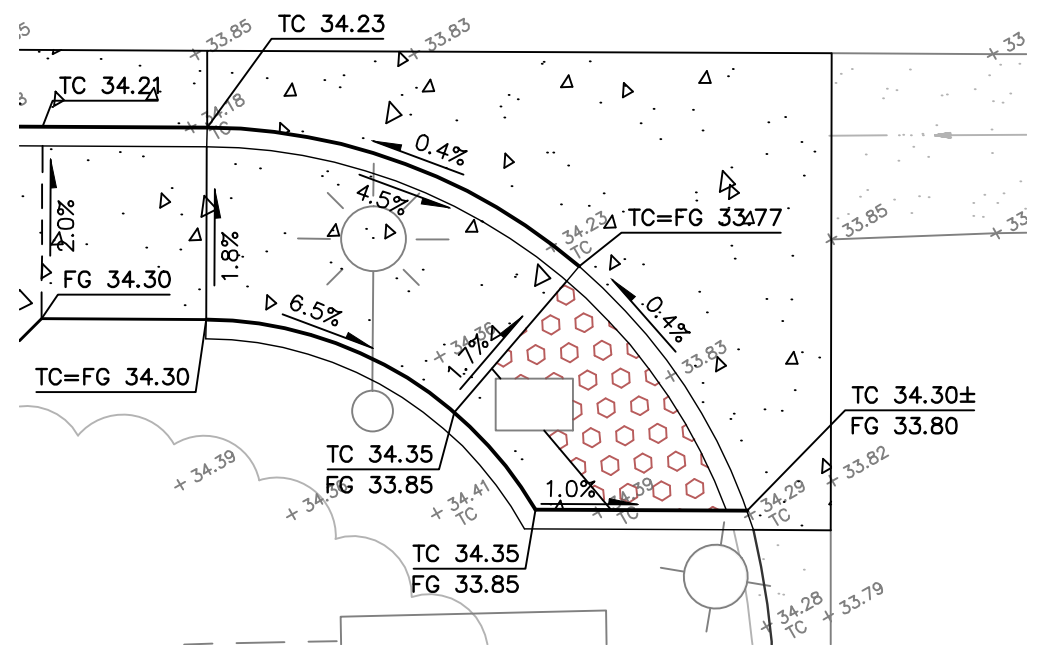 TC 34.23
+ 33.85
+ 33.83
+ 33
TC 34.21
+ 34.78
TC
0.4%
4.5%
+ 34.23
TC
TC=FG 33.77
+ 33.85
+ 33
2.0%
1.8%
FG 34.30
6.5%
+ 34.36
1.7%
0.4%
+ 33.83
TC=FG 34.30
TC 34.30±
FG 33.80
TC 34.35
FG 33.85
+ 34.39
+ 34.41
TC
1.0%
+ 34.39
TC
+ 34.29
TC
+ 33.82
TC 34.35
FG 33.85
+ 34.28
TC
+ 33.79